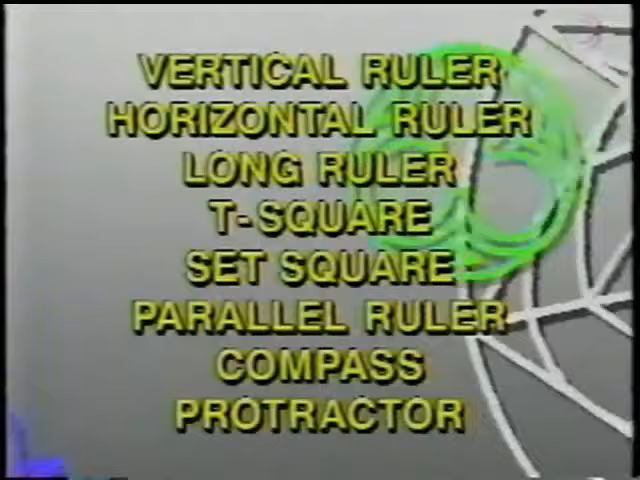 VERTICAL RULER
HORIZONTAL RULER
LONG RULER
T-SQUARE
SET SQUARE
PARALLEL RULER
COMPASS
PROTRACTOR